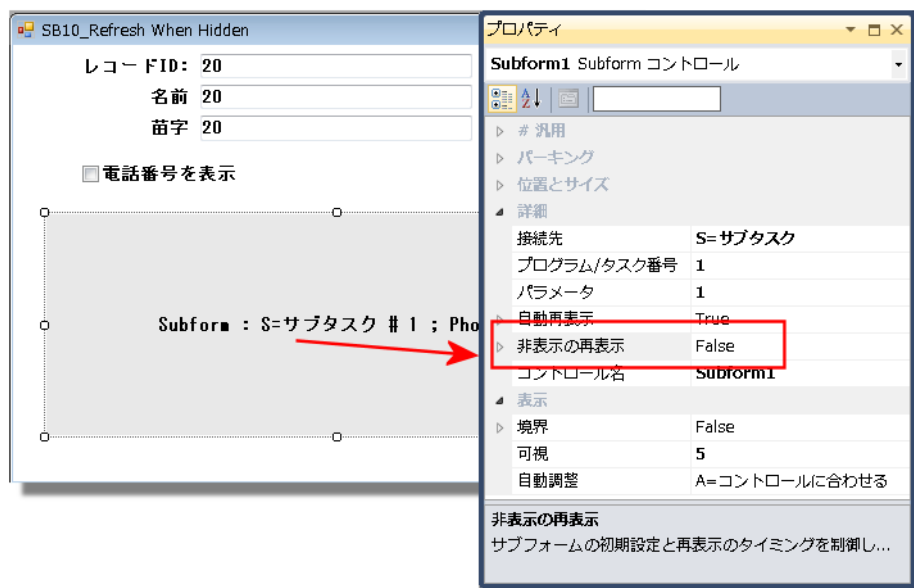 SB10_Refresh When Hidden
レコードID: 20
名前 20
苗字 20
電話番号を表示
Subform : S=サブタスク # 1 ; Pho
プロパティ
Subform1 Subform コントロール
# 汎用
パーキング
位置とサイズ
詳細
接続先 S=サブタスク
プログラム/タスク番号 1
パラメータ 1
自動再表示 True
非表示の再表示 False
コントロール名 Subform1
表示
境界 False
可視 5
自動調整 A=コントロールに合わせる
非表示の再表示
サブフォームの初期設定と再表示のタイミングを制御し...